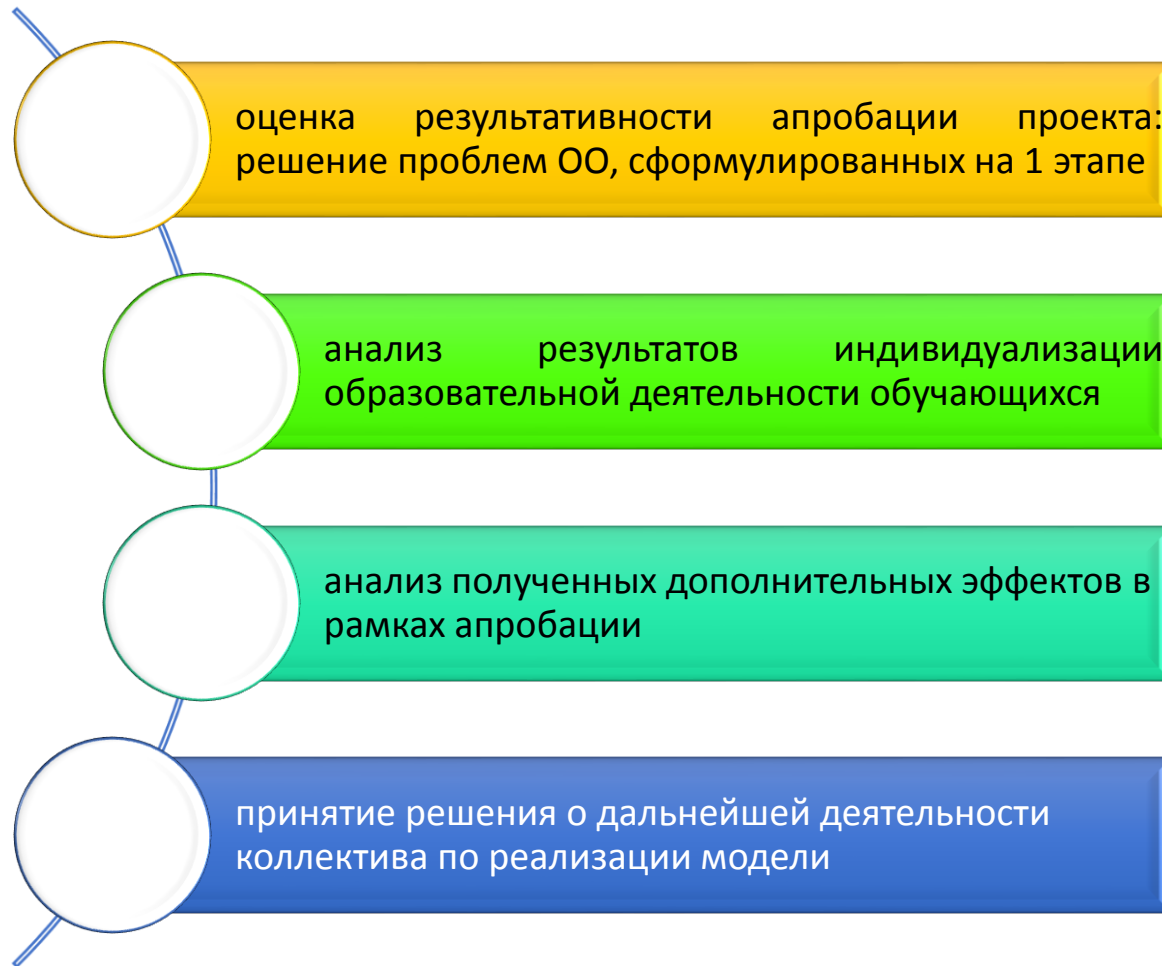 оценка результативности апробации проекта:
решение проблем ОО, сформулированных на 1 этапе
анализ результатов индивидуализации
образовательной деятельности обучающихся
анализ полученных дополнительных эффектов в
рамках апробации
принятие решения о дальнейшей деятельности
коллектива по реализации модели